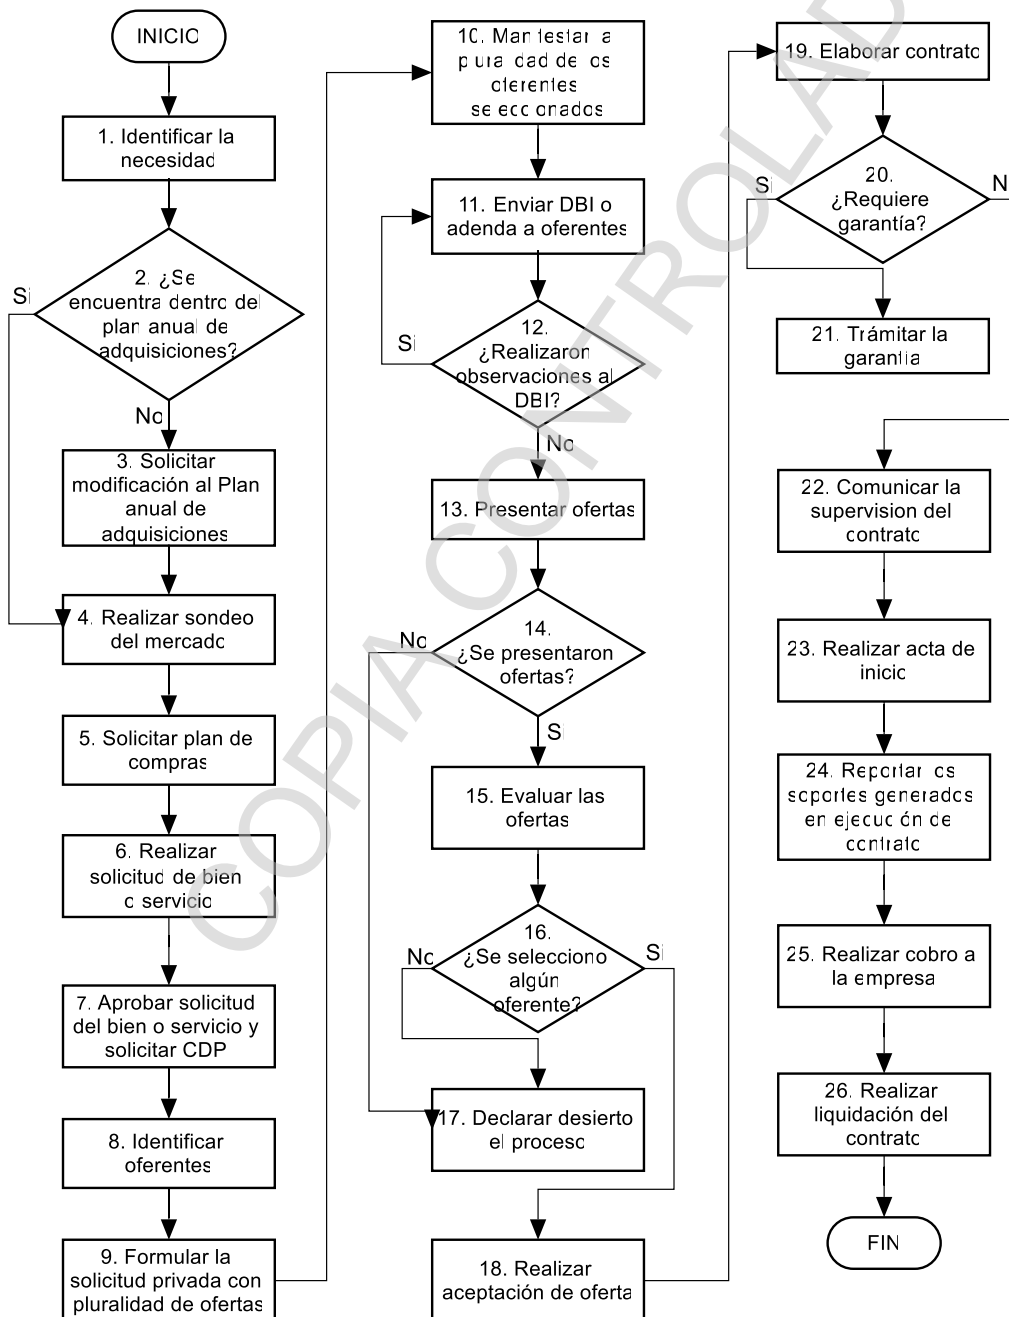 INICIO
1. Identificar la
necesidad
2. ¿Se
encuentra dentro del
plan anual de
adquisiciones?
Si
No
3. Solicitar
modificación al Plan
anual de
adquisiciones
4. Realizar sondeo
del mercado
5. Solicitar plan de
compras
6. Realizar
solicitud de bien
o servicio
7. Aprobar solicitud
del bien o servicio y
solicitar CDP
8. Identificar
oferentes
9. Formular la
solicitud privada con
pluralidad de ofertas
10. Manifestar la
pluralidad de los
oferentes
seleccionados
11. Enviar DBI o
adenda a oferentes
12.
¿Realizaron
observaciones al
DBI?
Si
No
13. Presentar ofertas
14.
¿Se presentaron
ofertas?
No
Si
15. Evaluar las
ofertas
16.
¿Se selecciono
algún
oferente?
No
Si
17. Declarar desierto
el proceso
18. Realizar
aceptación de oferta
19. Elaborar contrato
20.
¿Requiere
garantía?
Si
N
21. Trámitar la
garantía
22. Comunicar la
supervision del
contrato
23. Realizar acta de
inicio
24. Reportar los
soportes generados
en ejecución de
contrato
25. Realizar cobro a
la empresa
26. Realizar
liquidación del
contrato
FIN
COPIA CONTROLAD